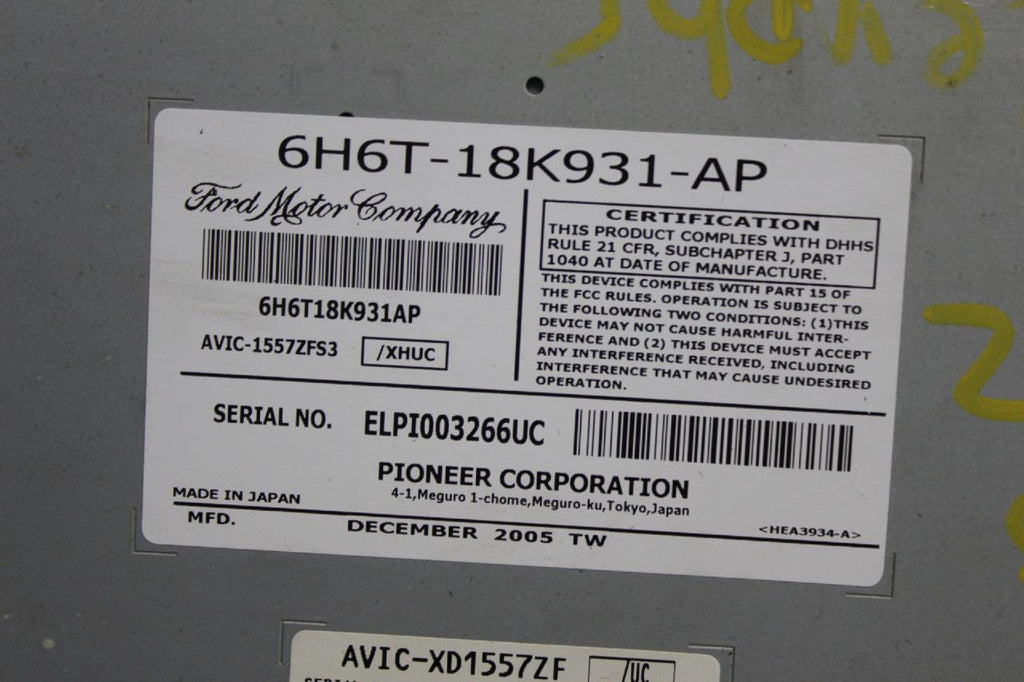 6H6T-18K931-AP
Ford Motor Company
6H6T18K931AP
AVIC-1557ZFS3 /XHUC
CERTIFICATION
THIS PRODUCT COMPLIES WITH DHHS
RULE 21 CFR, SUBCHAPTER J, PART
1040 AT DATE OF MANUFACTURE.
THIS DEVICE COMPLIES WITH PART 15 OF
THE FCC RULES. OPERATION IS SUBJECT TO
THE FOLLOWING TWO CONDITIONS: (1)THIS
DEVICE MAY NOT CAUSE HARMFUL INTER-
FERENCE AND (2) THIS DEVICE MUST ACCEPT
ANY INTERFERENCE RECEIVED, INCLUDING
INTERFERENCE THAT MAY CAUSE UNDESIRED
OPERATION.
SERIAL NO. ELPI003266UC
PIONEER CORPORATION
4-1,Meguro 1-chome,Meguro-ku,Tokyo,Japan
MADE IN JAPAN
<HEA3934-A>
MFD. DECEMBER 2005 TW
AVIC-XD1557ZF /UC